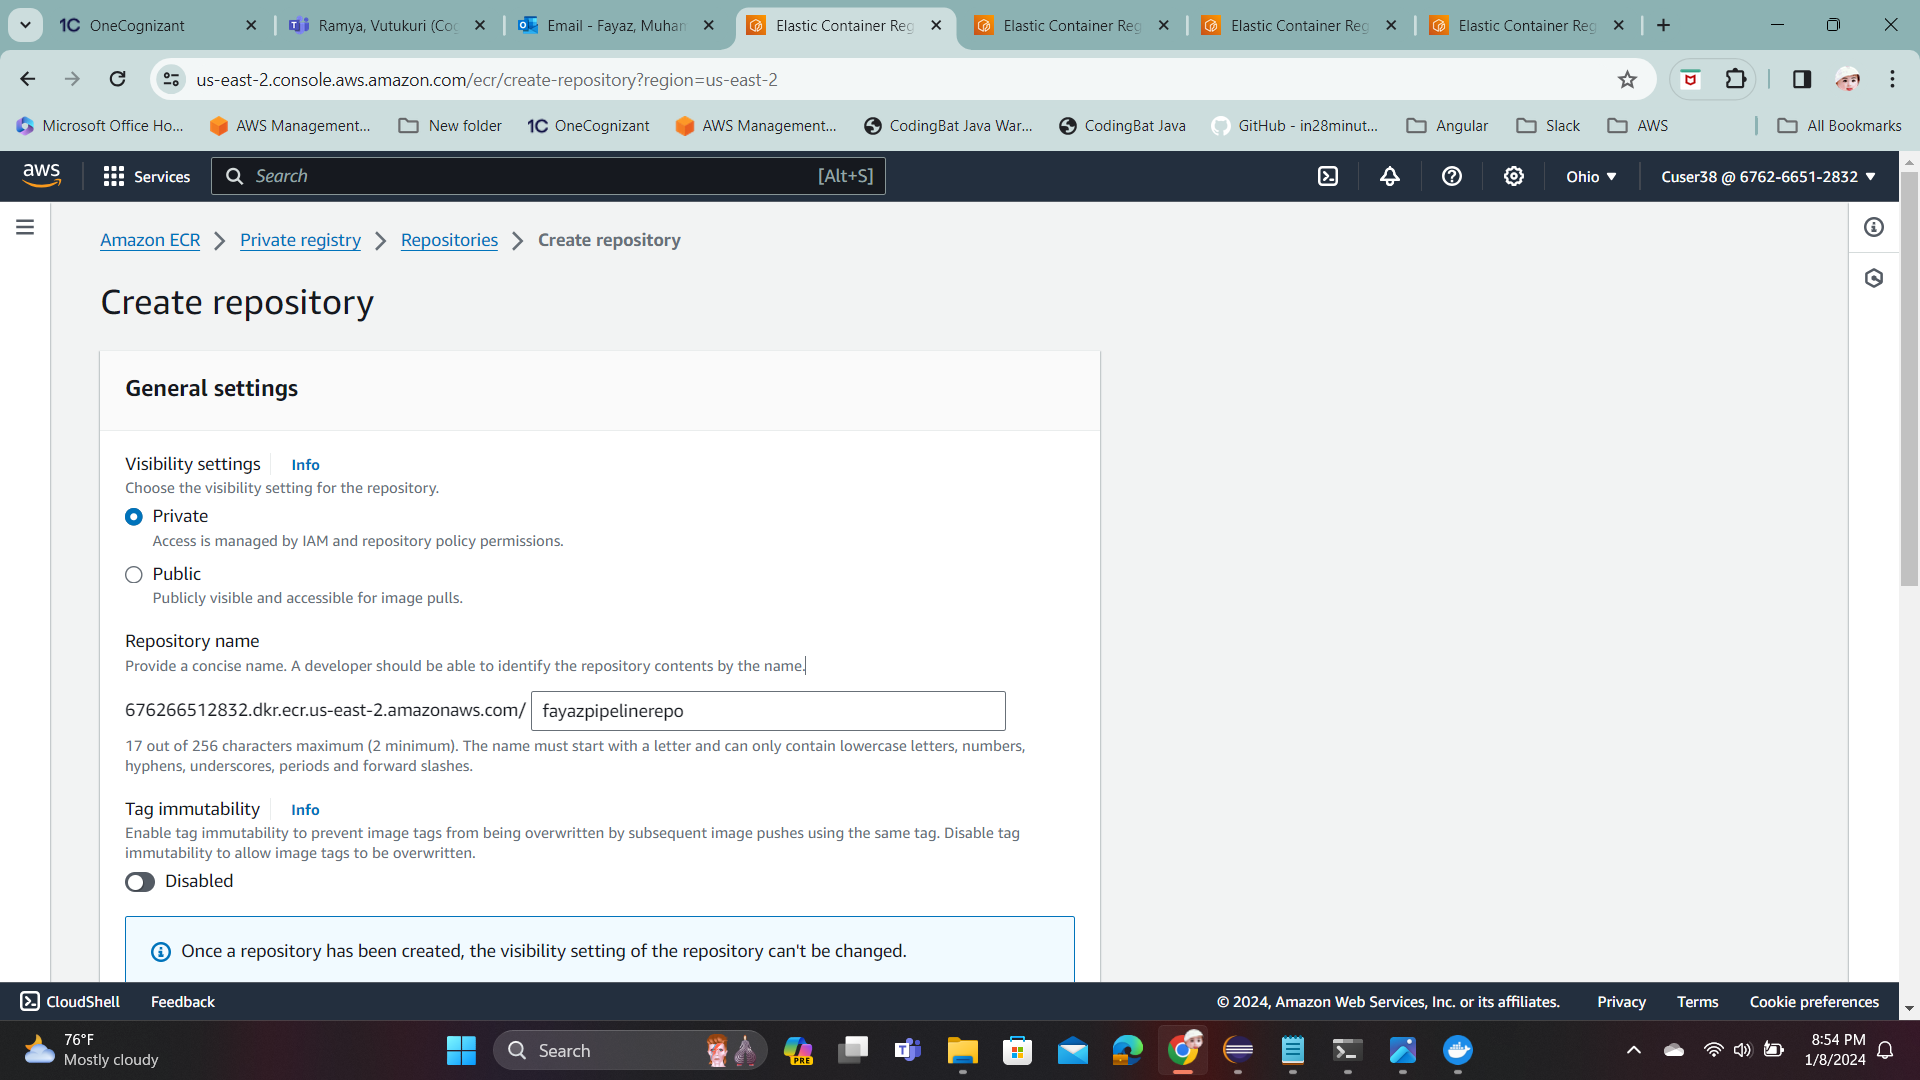 OneCognizant
Ramya, Vutukuri (Cog
Email - Fayaz, Muham
Elastic Container Reg
Elastic Container Reg
Elastic Container Reg
Elastic Container Reg
us-east-2.console.aws.amazon.com/ecr/create-repository?region=us-east-2
Microsoft Office Ho...
AWS Management...
New folder
1C OneCognizant
AWS Management...
CodingBat Java War...
CodingBat Java
GitHub - in28minut...
Angular
Slack
AWS
All Bookmarks
aws
Services
Search
[Alt+S]
Ohio
Cuser38 @ 6762-6651-2832
Amazon ECR
Private registry
Repositories
Create repository
Create repository
General settings
Visibility settings
Info
Choose the visibility setting for the repository.
Private
Access is managed by IAM and repository policy permissions.
Public
Publicly visible and accessible for image pulls.
Repository name
Provide a concise name. A developer should be able to identify the repository contents by the name.
676266512832.dkr.ecr.us-east-2.amazonaws.com/
fayazpipelinerepo
17 out of 256 characters maximum (2 minimum). The name must start with a letter and can only contain lowercase letters, numbers,
hyphens, underscores, periods and forward slashes.
Tag immutability
Info
Enable tag immutability to prevent image tags from being overwritten by subsequent image pushes using the same tag. Disable tag
immutability to allow image tags to be overwritten.
Disabled
Once a repository has been created, the visibility setting of the repository can't be changed.
CloudShell
Feedback
© 2024, Amazon Web Services, Inc. or its affiliates.
Privacy
Terms
Cookie preferences
76°F
Mostly cloudy
Search
PRE
8:54 PM
1/8/2024